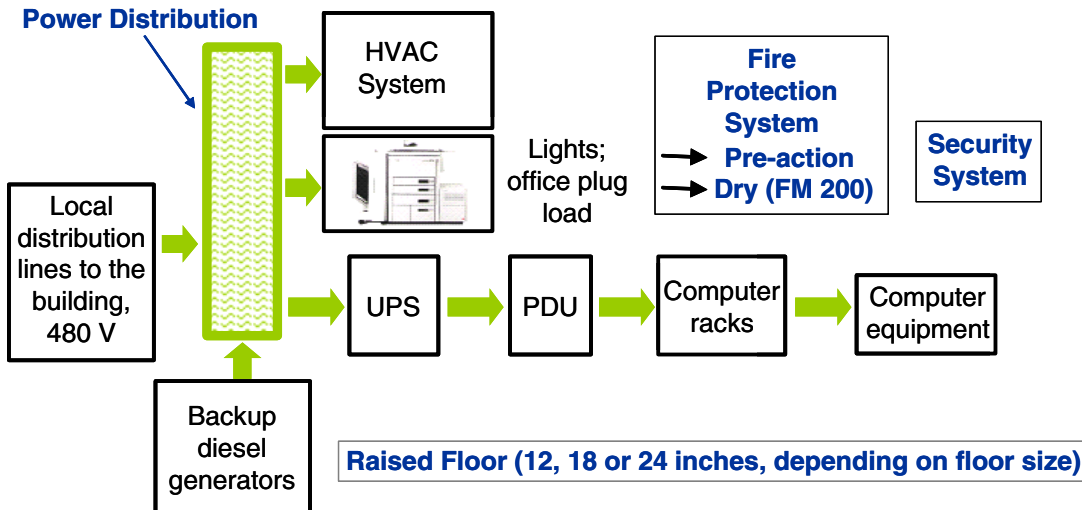 Power Distribution
HVAC
System
Fire
Protection
System
Pre-action
Dry (FM 200)
Security
System
Lights;
office plug
load
Local
distribution
lines to the
building,
480 V
UPS
PDU
Computer
racks
Computer
equipment
Backup
diesel
generators
Raised Floor (12, 18 or 24 inches, depending on floor size)